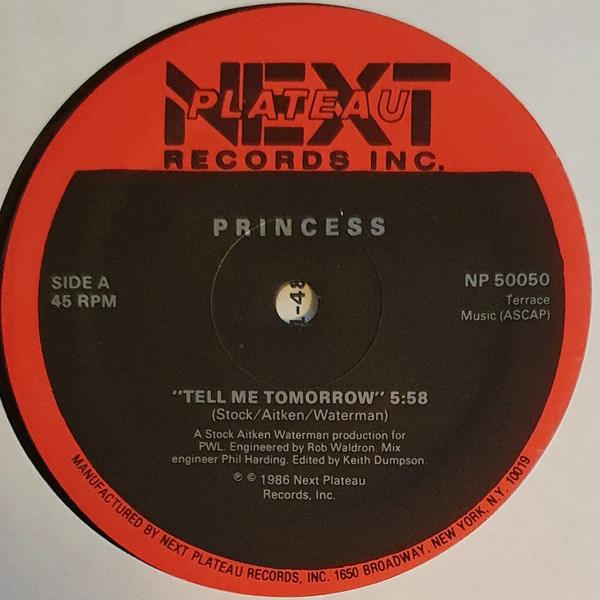 NEXT
PLATEAU
RECORDS INC.
PRINCESS
SIDE A
45 RPM
NP 50050
Terrace
Music (ASCAP)
1-48
"TELL ME TOMORROW" 5:58
(Stock/Aitken/Waterman)
A Stock Aitken Waterman production for
PWL. Engineered by Rob Waldron. Mix
engineer Phil Harding. Edited by Keith Dumpson.
℗ © 1986 Next Plateau
Records, Inc.
MANUFACTURED BY NEXT PLATEAU RECORDS, INC. 1650 BROADWAY, NEW YORK, N.Y. 10019